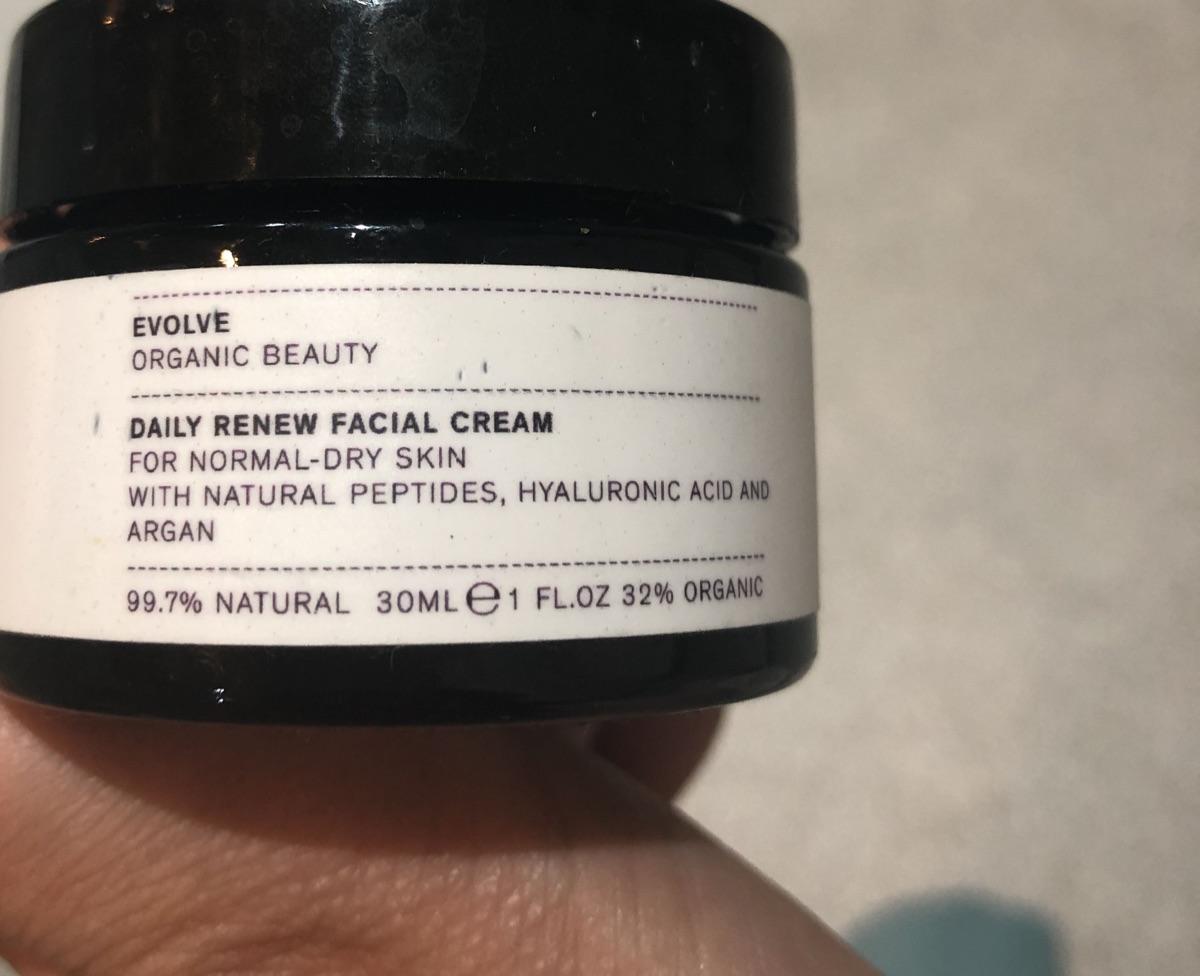 EVOLVE
ORGANIC BEAUTY
DAILY RENEW FACIAL CREAM
FOR NORMAL-DRY SKIN
WITH NATURAL PEPTIDES, HYALURONIC ACID AND
ARGAN
99.7% NATURAL 30ML ℮ 1 FL.OZ 32% ORGANIC